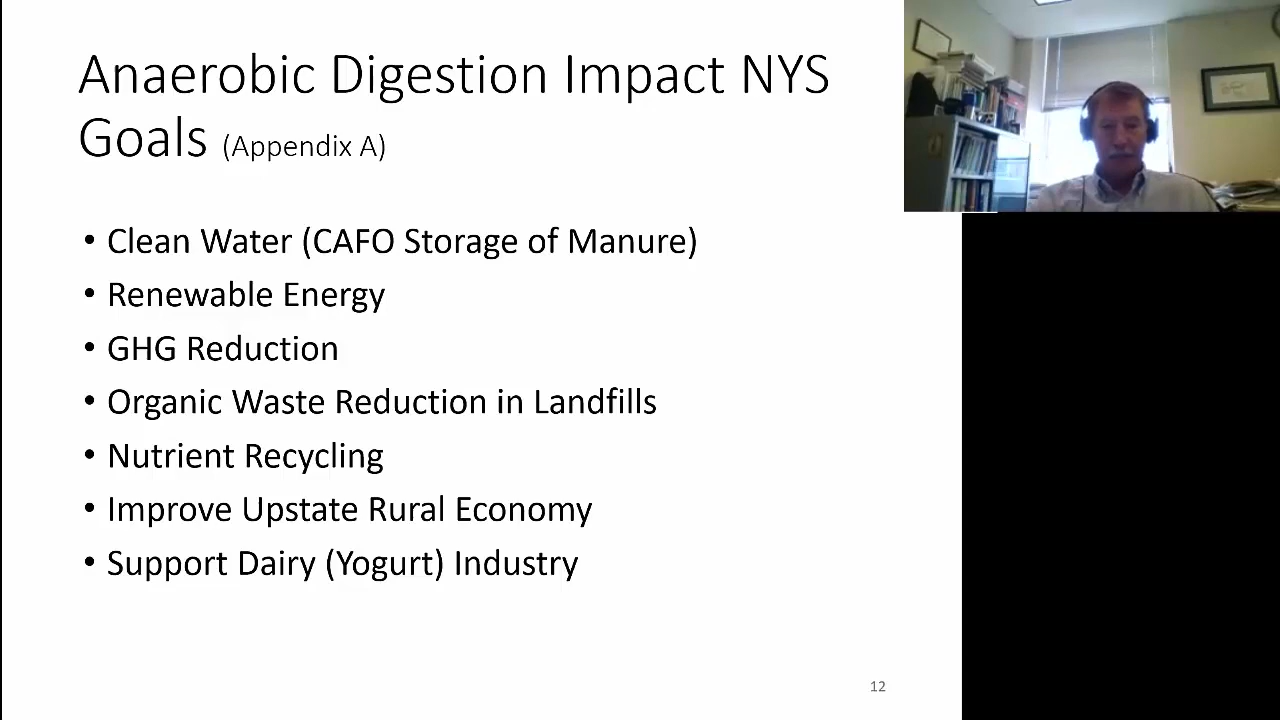 Anaerobic Digestion Impact NYS
Goals (Appendix A)
• Clean Water (CAFO Storage of Manure)
• Renewable Energy
• GHG Reduction
• Organic Waste Reduction in Landfills
• Nutrient Recycling
• Improve Upstate Rural Economy
• Support Dairy (Yogurt) Industry
12